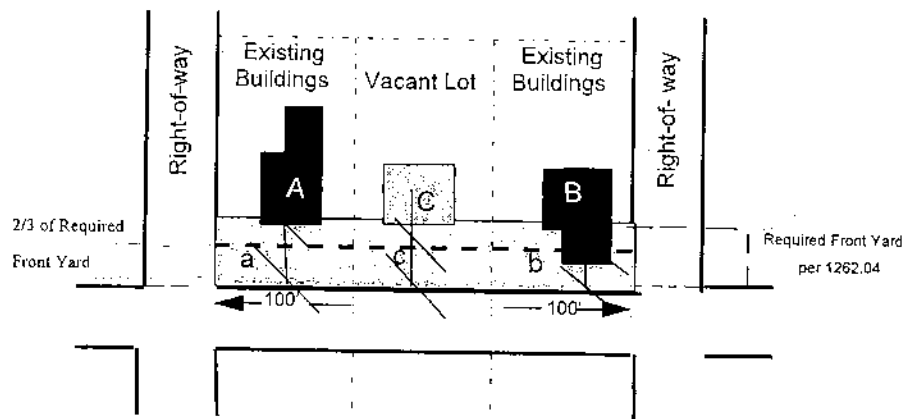 Existing
Buildings
Vacant Lot
Existing
Buildings
Right-of-way
Right-of- way
A
C
B
2/3 of Required
Front Yard
a
c
b
Required Front Yard
per 1262.04
100'
100'